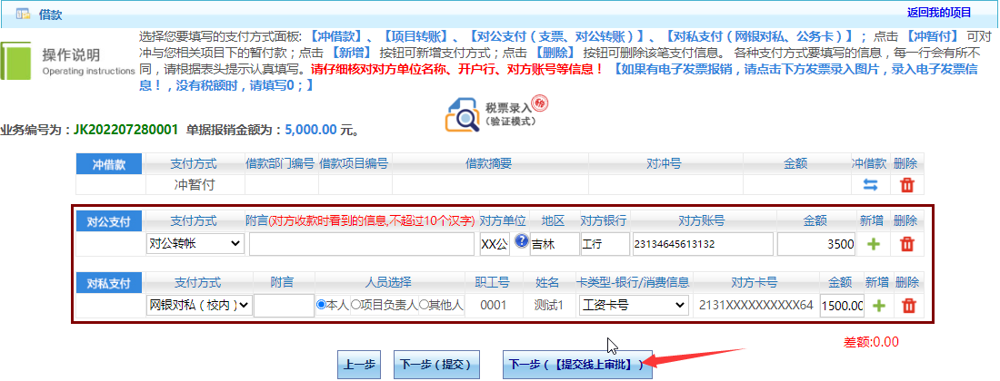 借款
返回我的项目
操作说明
Operating instructions
选择您要填写的支付方式面板: 【冲借款】、【项目转账】、【对公支付（支票、对公转账）】、【对私支付（网银对私、公务卡）】； 点击 【冲暂付】 可对
冲与您相关项目下的暂付款；点击 【新增】 按钮可新增支付方式；点击 【删除】 按钮可删除该笔支付信息。 各种支付方式要填写的信息，每一行会有所不
同，请根据表头提示认真填写。请仔细核对对方单位名称、开户行、对方账号等信息！ 【如果有电子发票报销，请点击下方发票录入图片，录入电子发票信
息！，没有税额时，请填写0；】
税票录入 税
（验证模式）
业务编号为：JK202207280001 单据报销金额为：5,000.00 元。
冲借款 支付方式 借款部门编号 借款项目编号 借款摘要 对冲号 金额 冲借款 删除
冲暂付
对公支付 支付方式 附言(对方收款时看到的信息,不超过10个汉字) 对方单位 地区 对方银行 对方账号 金额 新增 删除
对公转帐 XX公 吉林 工行 23134645613132 3500
对私支付 支付方式 附言 人员选择 职工号 姓名 卡类型-银行/消费信息 对方卡号 金额 新增 删除
网银对私（校内） 本人 项目负责人 其他人 0001 测试1 工资卡号 2131XXXXXXXXXX64 1500.00
差额:0.00
上一步 下一步（提交） 下一步（【提交线上审批】）